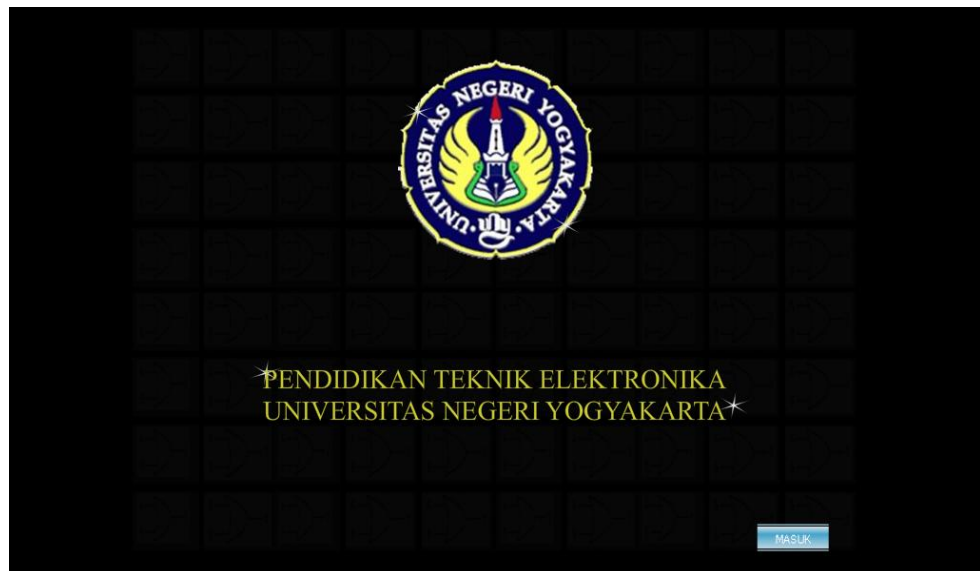 UNIVERSITAS NEGERI YOGYAKARTA
PENDIDIKAN TEKNIK ELEKTRONIKA
UNIVERSITAS NEGERI YOGYAKARTA
MASUK